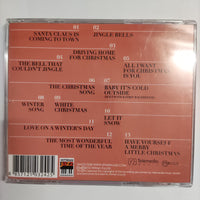 01
SANTA CLAUS IS
COMING TO TOWN
02
JINGLE BELLS
03
DRIVING HOME
FOR CHRISTMAS
04
THE BELL THAT
COULDN'T JINGLE
05
ALL I WANT
FOR CHRISTMAS
IS YOU
06
THE CHRISTMAS
SONG
07
BABY IT'S COLD
OUTSIDE
08
WINTER
SONG
09
WHITE
CHRISTMAS
10
LET IT
SNOW
11
LOVE ON A WINTER'S DAY
12
THE MOST WONDERFUL
TIME OF THE YEAR
13
HAVE YOURSELF
A MERRY
LITTLE CHRISTMAS
telamedia